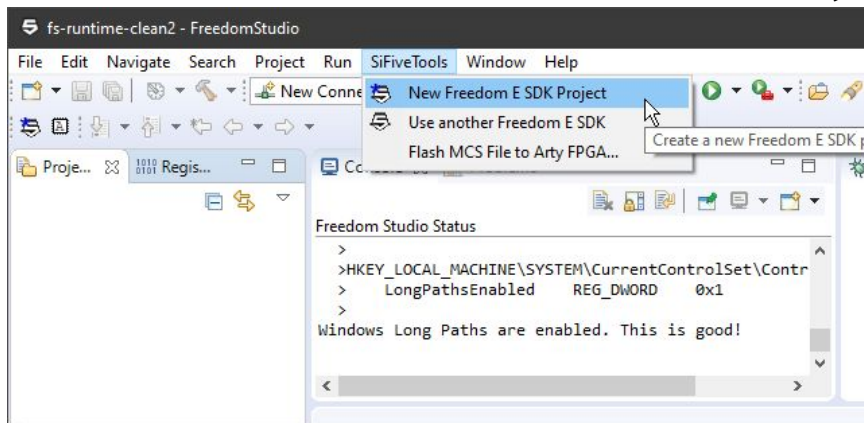 fs-runtime-clean2 - FreedomStudio
File Edit Navigate Search Project Run SiFiveTools Window Help
New Conne
New Freedom E SDK Project
Use another Freedom E SDK
Create a new Freedom E SDK p
Flash MCS File to Arty FPGA...
Proje... 1010 0101 Regis...
Freedom Studio Status
>
>HKEY_LOCAL_MACHINE\SYSTEM\CurrentControlSet\Contr
> LongPathsEnabled REG_DWORD 0x1
>
Windows Long Paths are enabled. This is good!